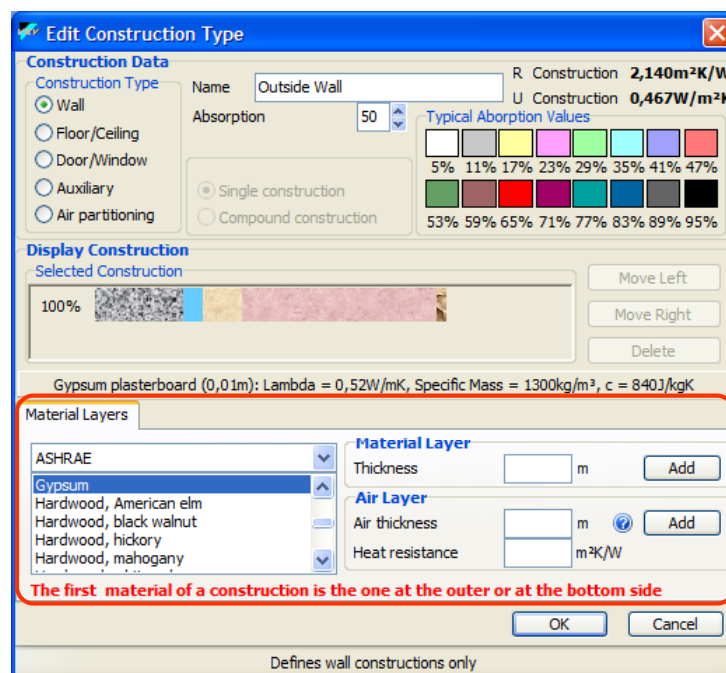 Edit Construction Type
Construction Data
Construction Type
Wall
Floor/Ceiling
Door/Window
Auxiliary
Air partitioning
Name Outside Wall
Absorption 50
Single construction
Compound construction
R Construction 2,140m²K/W
U Construction 0,467W/m²K
Typical Aborption Values
5% 11% 17% 23% 29% 35% 41% 47%
53% 59% 65% 71% 77% 83% 89% 95%
Display Construction
Selected Construction
100%
Move Left
Move Right
Delete
Gypsum plasterboard (0,01m): Lambda = 0,52W/mK, Specific Mass = 1300kg/m³, c = 840J/kgK
Material Layers
ASHRAE
Gypsum
Hardwood, American elm
Hardwood, black walnut
Hardwood, hickory
Hardwood, mahogany
Material Layer
Thickness m Add
Air Layer
Air thickness m ? Add
Heat resistance m²K/W
The first material of a construction is the one at the outer or at the bottom side
OK Cancel
Defines wall constructions only